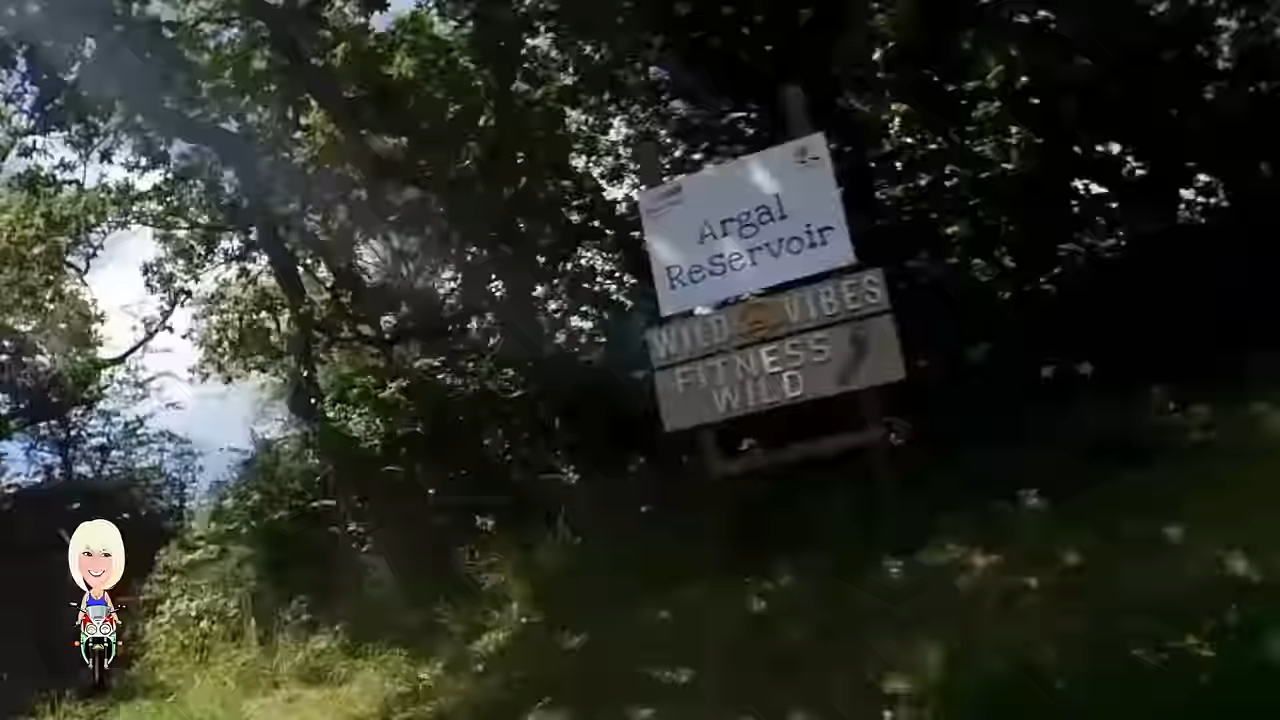 Argal
Reservoir
WILD VIBES
FITNESS
WILD